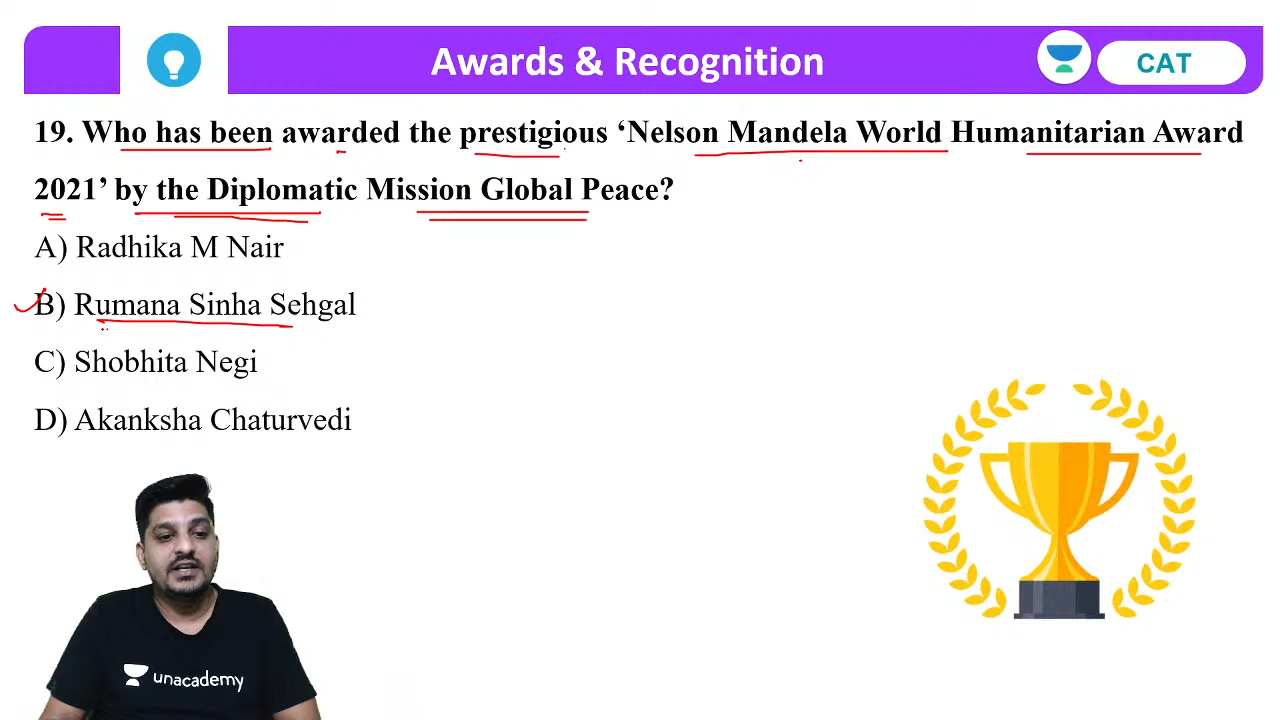 Awards & Recognition
CAT
19. Who has been awarded the prestigious ‘Nelson Mandela World Humanitarian Award
2021’ by the Diplomatic Mission Global Peace?
A) Radhika M Nair
B) Rumana Sinha Sehgal
C) Shobhita Negi
D) Akanksha Chaturvedi
unacademy